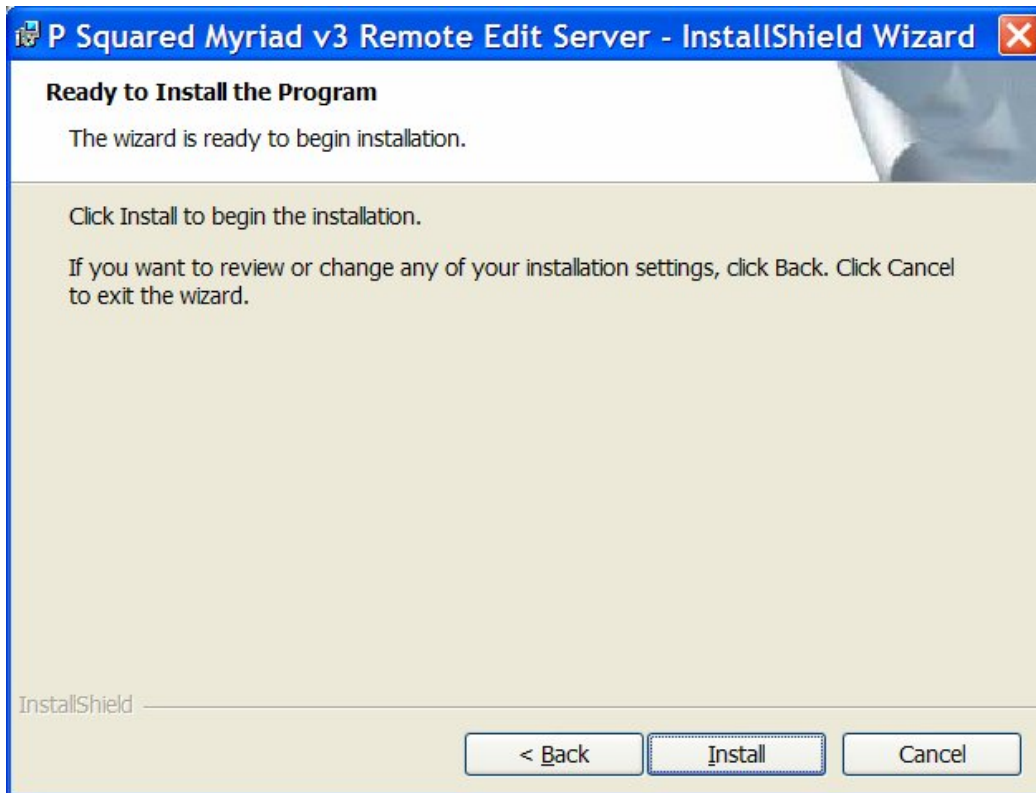 P Squared Myriad v3 Remote Edit Server - InstallShield Wizard
Ready to Install the Program
The wizard is ready to begin installation.
Click Install to begin the installation.
If you want to review or change any of your installation settings, click Back. Click Cancel
to exit the wizard.
InstallShield
< Back
Install
Cancel